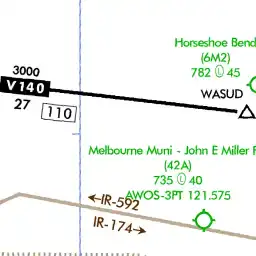 Horseshoe Bend
(6M2)
782 Ⓛ 45
3000
V140
27
110
WASUD
Melbourne Muni - John E Miller F
(42A)
735 Ⓛ 40
AWOS-3PT 121.575
←IR-592
IR-174→